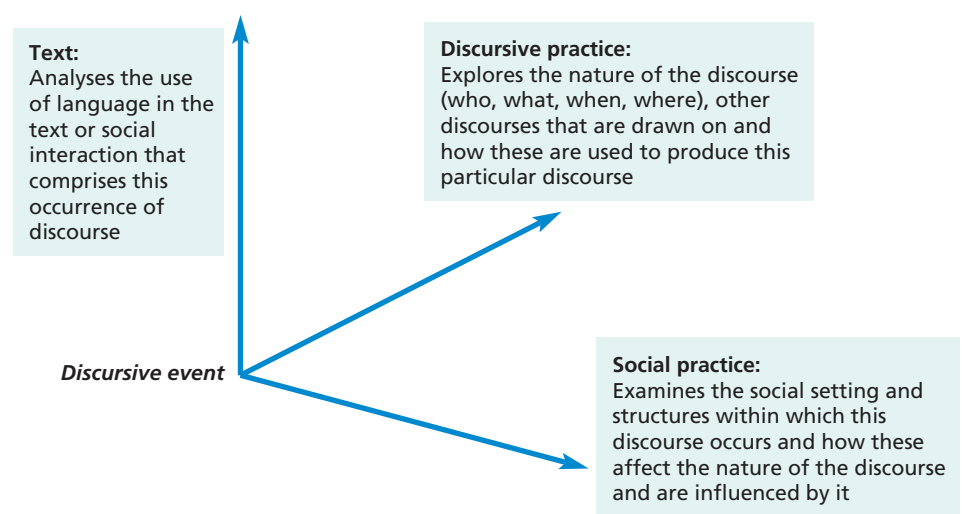 Text:
Analyses the use
of language in the
text or social
interaction that
comprises this
occurrence of
discourse
Discursive practice:
Explores the nature of the discourse
(who, what, when, where), other
discourses that are drawn on and
how these are used to produce this
particular discourse
Discursive event
Social practice:
Examines the social setting and
structures within which this
discourse occurs and how these
affect the nature of the discourse
and are influenced by it